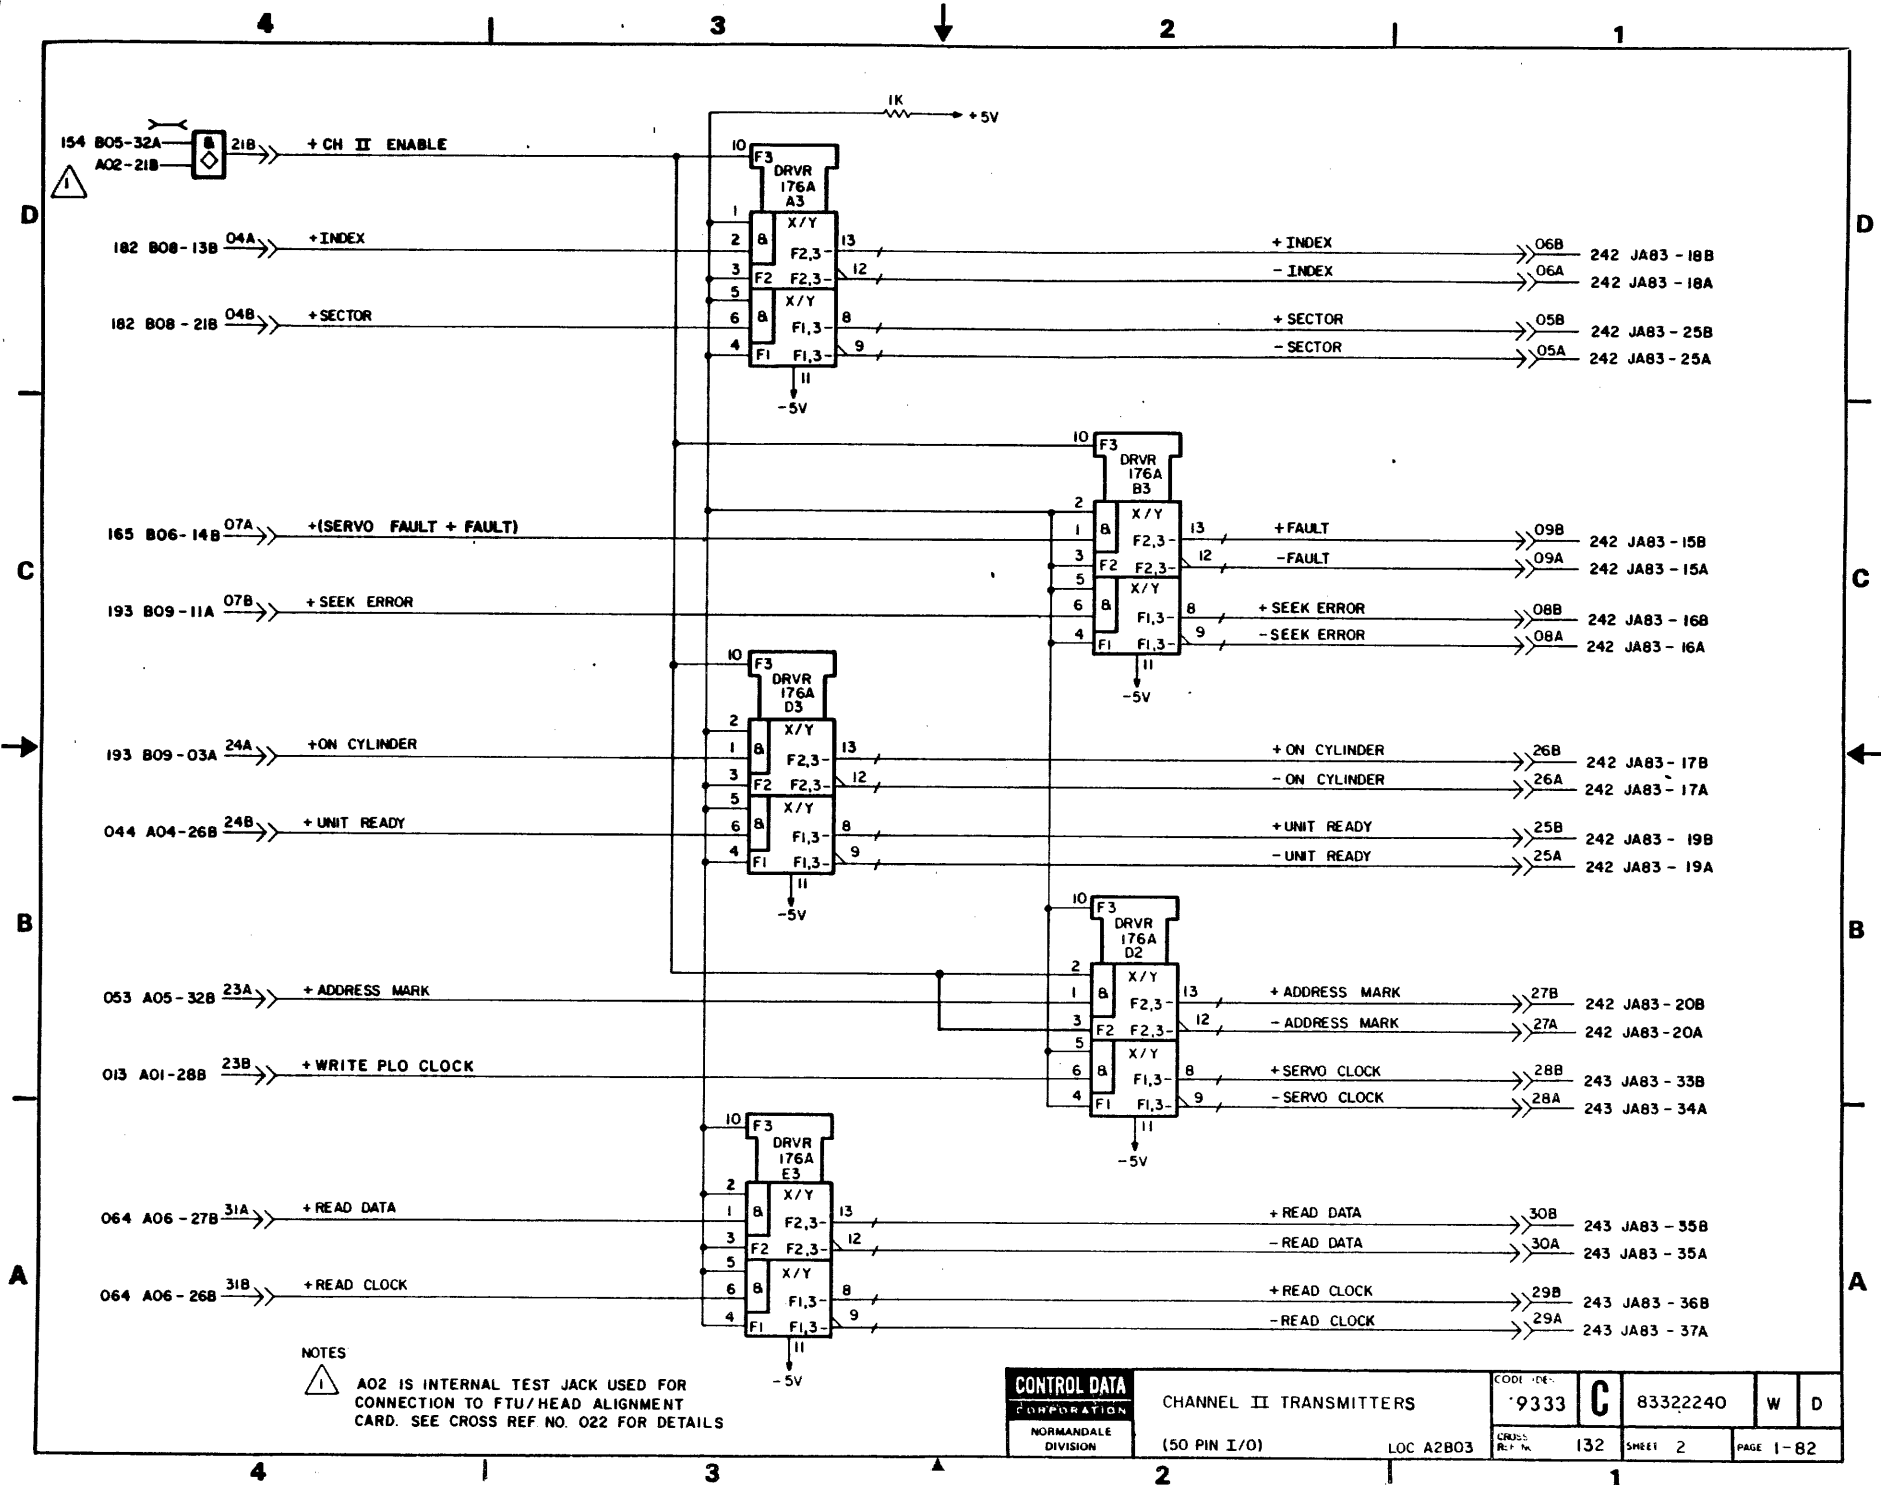 4 3 2 1
1K
+5V
154 B05-32A
A02-21B
&
21B
+CH II ENABLE
1
D
D
10 F3
DRVR
176A
A3
1
X/Y
182 B08-13B 04A +INDEX
2 & F2,3 13
+INDEX 06B 242 JA83-18B
3 F2 F2,3 12
-INDEX 06A 242 JA83-18A
5 X/Y
182 B08-21B 04B +SECTOR
6 & F1,3 8
+SECTOR 05B 242 JA83-25B
4 F1 F1,3 9
-SECTOR 05A 242 JA83-25A
11
-5V
10 F3
DRVR
176A
B3
2 X/Y
165 B06-14B 07A +(SERVO FAULT + FAULT)
1 & F2,3 13
+FAULT 09B 242 JA83-15B
3 F2 F2,3 12
-FAULT 09A 242 JA83-15A
C
C
5 X/Y
193 B09-11A 07B +SEEK ERROR
6 & F1,3 8
+SEEK ERROR 08B 242 JA83-16B
4 F1 F1,3 9
-SEEK ERROR 08A 242 JA83-16A
11
-5V
10 F3
DRVR
176A
D3
2 X/Y
193 B09-03A 24A +ON CYLINDER
1 & F2,3 13
+ON CYLINDER 26B 242 JA83-17B
3 F2 F2,3 12
-ON CYLINDER 26A 242 JA83-17A
5 X/Y
044 A04-26B 24B +UNIT READY
6 & F1,3 8
+UNIT READY 25B 242 JA83-19B
4 F1 F1,3 9
-UNIT READY 25A 242 JA83-19A
11
-5V
B
B
10 F3
DRVR
176A
D2
2 X/Y
053 A05-32B 23A +ADDRESS MARK
1 & F2,3 13
+ADDRESS MARK 27B 242 JA83-20B
3 F2 F2,3 12
-ADDRESS MARK 27A 242 JA83-20A
5 X/Y
013 A01-28B 23B +WRITE PLO CLOCK
6 & F1,3 8
+SERVO CLOCK 28B 243 JA83-33B
4 F1 F1,3 9
-SERVO CLOCK 28A 243 JA83-34A
11
-5V
10 F3
DRVR
176A
E3
2 X/Y
064 A06-27B 31A +READ DATA
1 & F2,3 13
+READ DATA 30B 243 JA83-35B
3 F2 F2,3 12
-READ DATA 30A 243 JA83-35A
A
A
5 X/Y
064 A06-26B 31B +READ CLOCK
6 & F1,3 8
+READ CLOCK 29B 243 JA83-36B
4 F1 F1,3 9
-READ CLOCK 29A 243 JA83-37A
11
-5V
NOTES
1 A02 IS INTERNAL TEST JACK USED FOR
CONNECTION TO FTU/HEAD ALIGNMENT
CARD. SEE CROSS REF. NO. 022 FOR DETAILS
CONTROL DATA
CORPORATION
NORMANDALE
DIVISION
CHANNEL II TRANSMITTERS
(50 PIN I/O) LOC A2B03
CODE IDENT
9333
C
83322240
W
D
CROSS
REF NO. 132
SHEET 2
PAGE 1-82
4 3 2 1